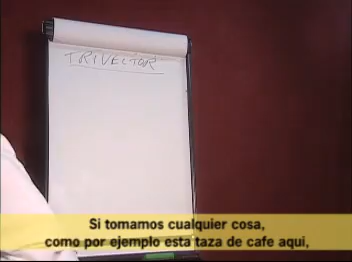 TRIVECTOR
Si tomamos cualquier cosa,
como por ejemplo esta taza de cafe aqui,